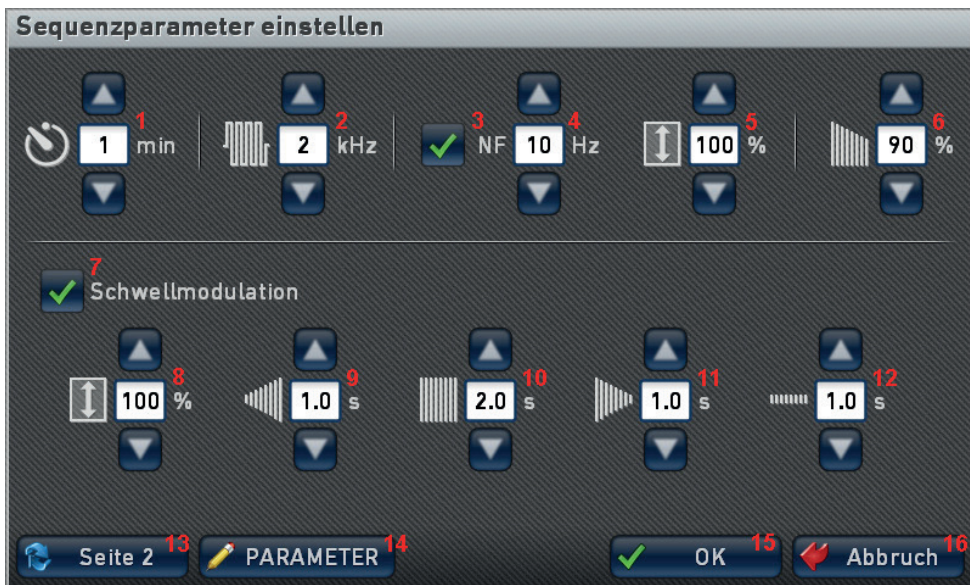 Sequenzparameter einstellen
1 2 3 4 5 6
1 min 2 kHz NF 10 Hz 100 % 90 %
7
Schwellmodulation
8 9 10 11 12
100 % 1.0 s 2.0 s 1.0 s 1.0 s
Seite 2 13 PARAMETER 14 OK 15 Abbruch 16